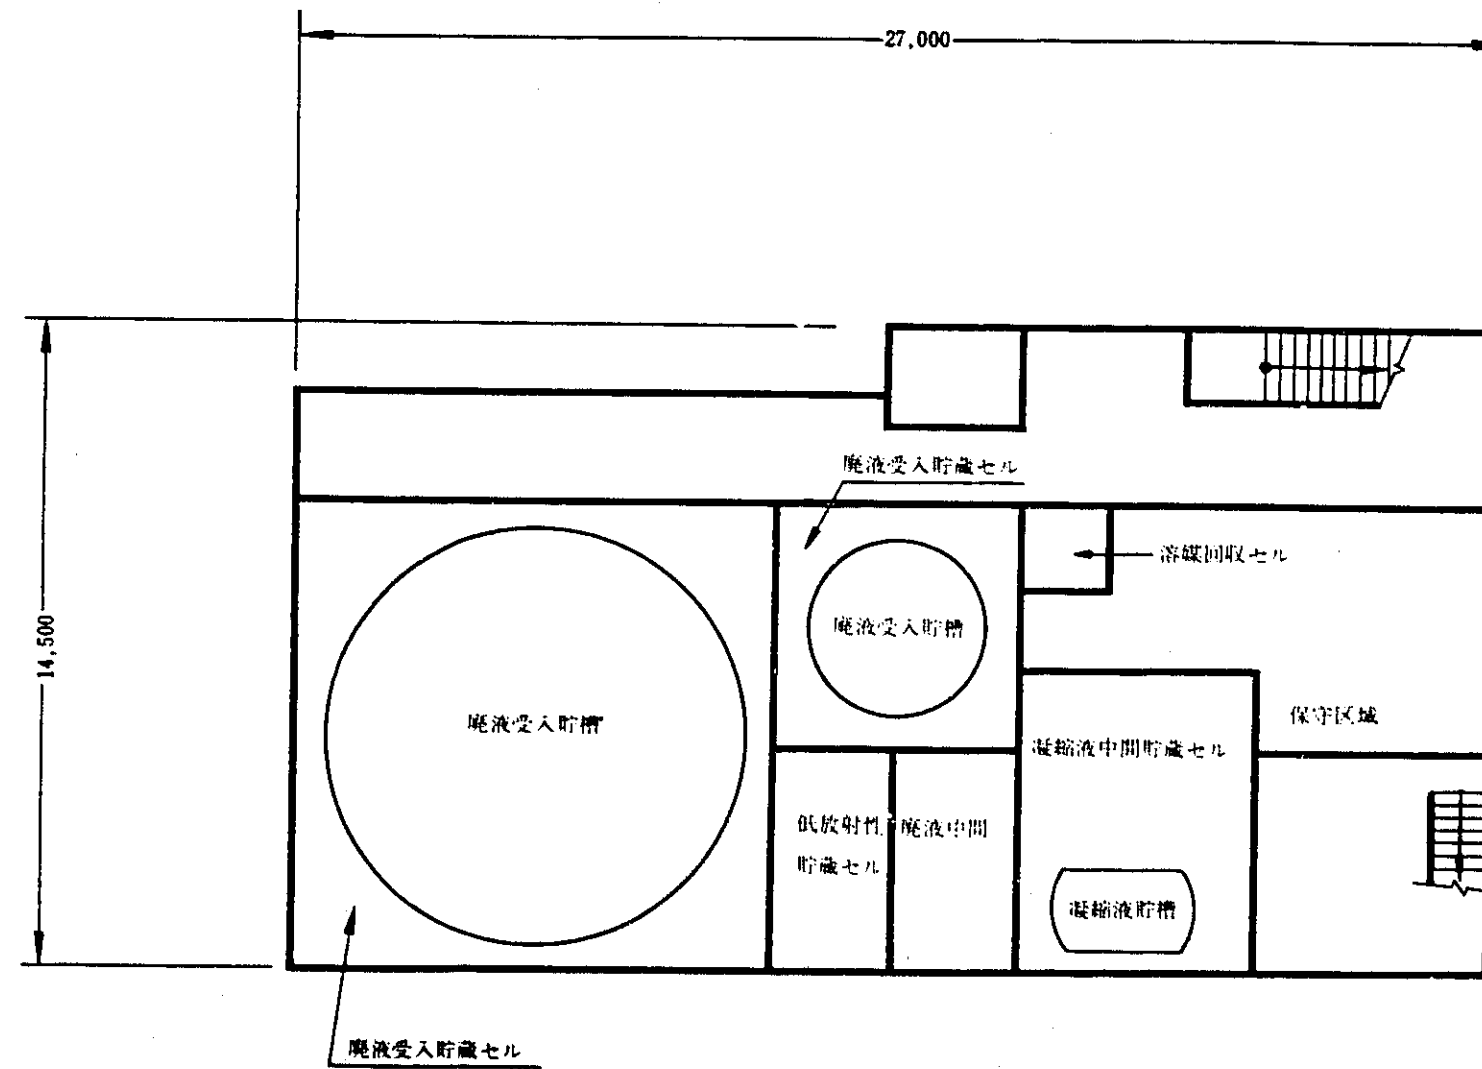 27,000
14,500
廃液受入貯蔵セル
溶媒回収セル
廃液受入貯槽
廃液受入貯槽
保守区域
凝縮液中間貯蔵セル
低放射性廃液中間
貯蔵セル
凝縮液貯槽
廃液受入貯蔵セル